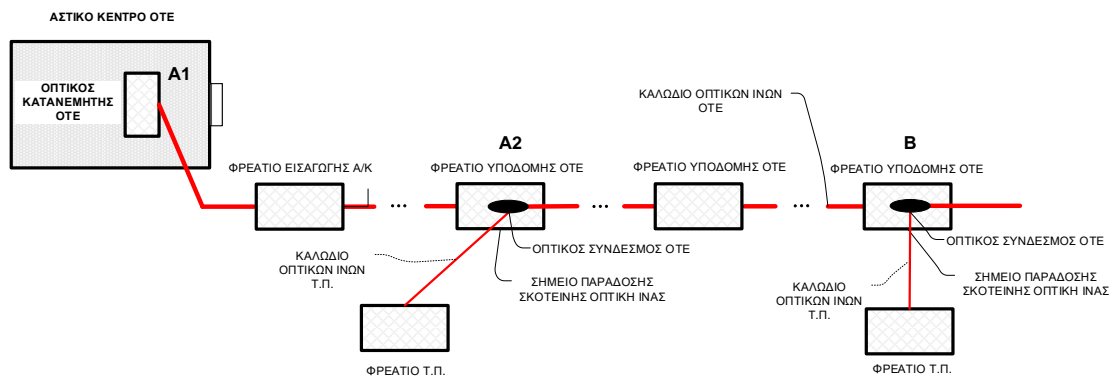 ΑΣΤΙΚΟ ΚΕΝΤΡΟ ΟΤΕ
Α1
ΟΠΤΙΚΟΣ
ΚΑΤΑΝΕΜΗΤΗΣ
ΟΤΕ
ΦΡΕΑΤΙΟ ΕΙΣΑΓΩΓΗΣ Α/Κ
...
Α2
ΦΡΕΑΤΙΟ ΥΠΟΔΟΜΗΣ ΟΤΕ
...
ΦΡΕΑΤΙΟ ΥΠΟΔΟΜΗΣ ΟΤΕ
...
ΚΑΛΩΔΙΟ ΟΠΤΙΚΩΝ ΙΝΩΝ
ΟΤΕ
Β
ΦΡΕΑΤΙΟ ΥΠΟΔΟΜΗΣ ΟΤΕ
ΟΠΤΙΚΟΣ ΣΥΝΔΕΣΜΟΣ ΟΤΕ
ΣΗΜΕΙΟ ΠΑΡΑΔΟΣΗΣ
ΣΚΟΤΕΙΝΗΣ ΟΠΤΙΚΗ ΙΝΑΣ
ΚΑΛΩΔΙΟ
ΟΠΤΙΚΩΝ ΙΝΩΝ
Τ.Π.
ΦΡΕΑΤΙΟ Τ.Π.
ΟΠΤΙΚΟΣ ΣΥΝΔΕΣΜΟΣ ΟΤΕ
ΣΗΜΕΙΟ ΠΑΡΑΔΟΣΗΣ
ΣΚΟΤΕΙΝΗΣ ΟΠΤΙΚΗ ΙΝΑΣ
ΚΑΛΩΔΙΟ
ΟΠΤΙΚΩΝ ΙΝΩΝ
Τ.Π.
ΦΡΕΑΤΙΟ Τ.Π.